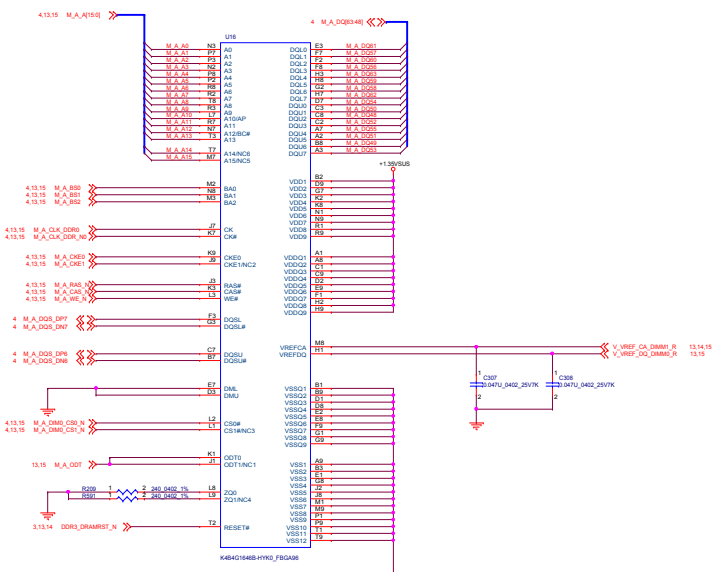 4,13,15 M_A_A[15:0]
4 M_A_DQ[63:48]
U16
M_A_A0 N3 A0
M_A_A1 P7 A1
M_A_A2 P3 A2
M_A_A3 N2 A3
M_A_A4 P8 A4
M_A_A5 P2 A5
M_A_A6 R8 A6
M_A_A7 R2 A7
M_A_A8 T8 A8
M_A_A9 R3 A9
M_A_A10 L7 A10/AP
M_A_A11 R7 A11
M_A_A12 N7 A12/BC#
M_A_A13 T3 A13
M_A_A14 T7 A14/NC6
M_A_A15 M7 A15/NC5
DQL0 E3 M_A_DQ61
DQL1 F7 M_A_DQ57
DQL2 F2 M_A_DQ60
DQL3 F8 M_A_DQ56
DQL4 H3 M_A_DQ63
DQL5 H8 M_A_DQ59
DQL6 G2 M_A_DQ58
DQL7 H7 M_A_DQ62
DQU0 D7 M_A_DQ54
DQU1 C3 M_A_DQ50
DQU2 C8 M_A_DQ48
DQU3 C2 M_A_DQ52
DQU4 A7 M_A_DQ55
DQU5 A2 M_A_DQ51
DQU6 B8 M_A_DQ49
DQU7 A3 M_A_DQ53
+1.35VSUS
4,13,15 M_A_BS0 M2 BA0
4,13,15 M_A_BS1 N8 BA1
4,13,15 M_A_BS2 M3 BA2
VDD1 B2
VDD2 D9
VDD3 G7
VDD4 K2
VDD5 K8
VDD6 N1
VDD7 N9
VDD8 R1
VDD9 R9
4,13,15 M_A_CLK_DDR0 J7 CK
4,13,15 M_A_CLK_DDR_N0 K7 CK#
4,13,15 M_A_CKE0 K9 CKE0
4,13,15 M_A_CKE1 J9 CKE1/NC2
VDDQ1 A1
VDDQ2 A8
VDDQ3 C1
VDDQ4 C9
VDDQ5 D2
VDDQ6 E9
VDDQ7 F1
VDDQ8 H2
VDDQ9 H9
4,13,15 M_A_RAS_N J3 RAS#
4,13,15 M_A_CAS_N K3 CAS#
4,13,15 M_A_WE_N L3 WE#
4 M_A_DQS_DP7 F3 DQSL
4 M_A_DQS_DN7 G3 DQSL#
4 M_A_DQS_DP6 C7 DQSU
4 M_A_DQS_DN6 B7 DQSU#
VREFCA M8 V_VREF_CA_DIMM1_R 13,14,15
VREFDQ H1 V_VREF_DQ_DIMM0_R 13,15
1 C307
0.047U_0402_25V7K
2
1 C308
0.047U_0402_25V7K
2
E7 DML
D3 DMU
VSSQ1 B1
VSSQ2 B9
VSSQ3 D1
VSSQ4 D8
VSSQ5 E2
VSSQ6 E8
VSSQ7 F9
VSSQ8 G1
VSSQ9 G9
4,13,15 M_A_DIM0_CS0_N L2 CS0#
4,13,15 M_A_DIM0_CS1_N L1 CS1#/NC3
K1 ODT0
13,15 M_A_ODT J1 ODT1/NC1
VSS1 A9
VSS2 B3
VSS3 E1
VSS4 G8
VSS5 J2
VSS6 J8
VSS7 M1
VSS8 M9
VSS9 P1
VSS10 P9
VSS11 T1
VSS12 T9
R209 1 2 240_0402_1% L8 ZQ0
R591 1 2 240_0402_1% L9 ZQ1/NC4
3,13,14 DDR3_DRAMRST_N T2 RESET#
K4B4G1646B-HYK0_FBGA96